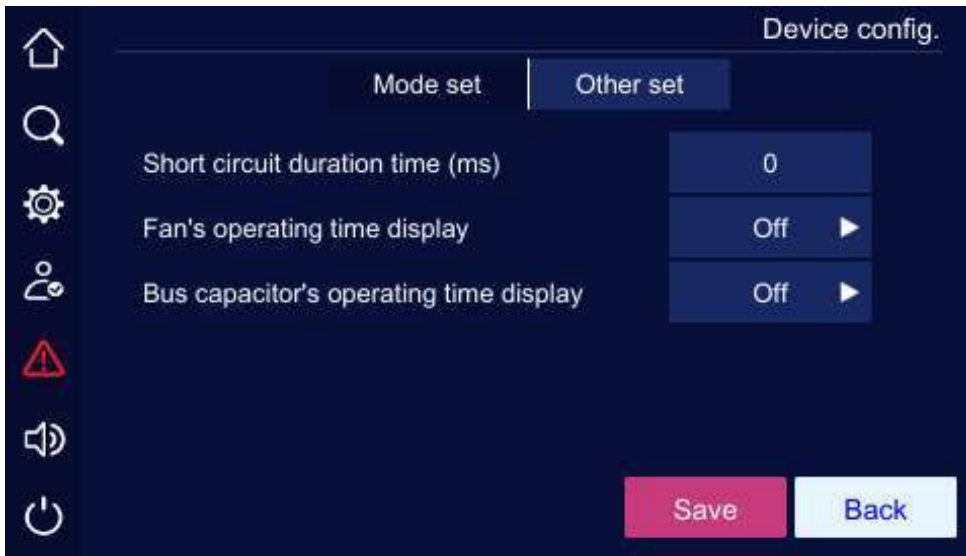 Device config.
Mode set Other set
Short circuit duration time (ms) 0
Fan's operating time display Off
Bus capacitor's operating time display Off
Save Back